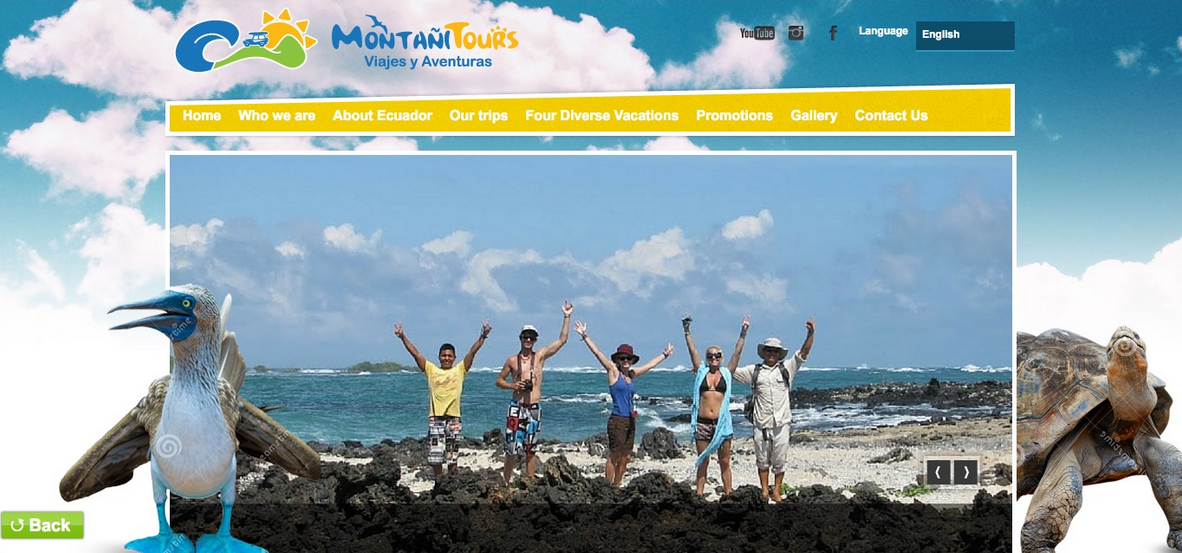 MONTAÑITOURS
Viajes y Aventuras
YouTube
Language
English
Home Who we are About Ecuador Our trips Four Diverse Vacations Promotions Gallery Contact Us
Back